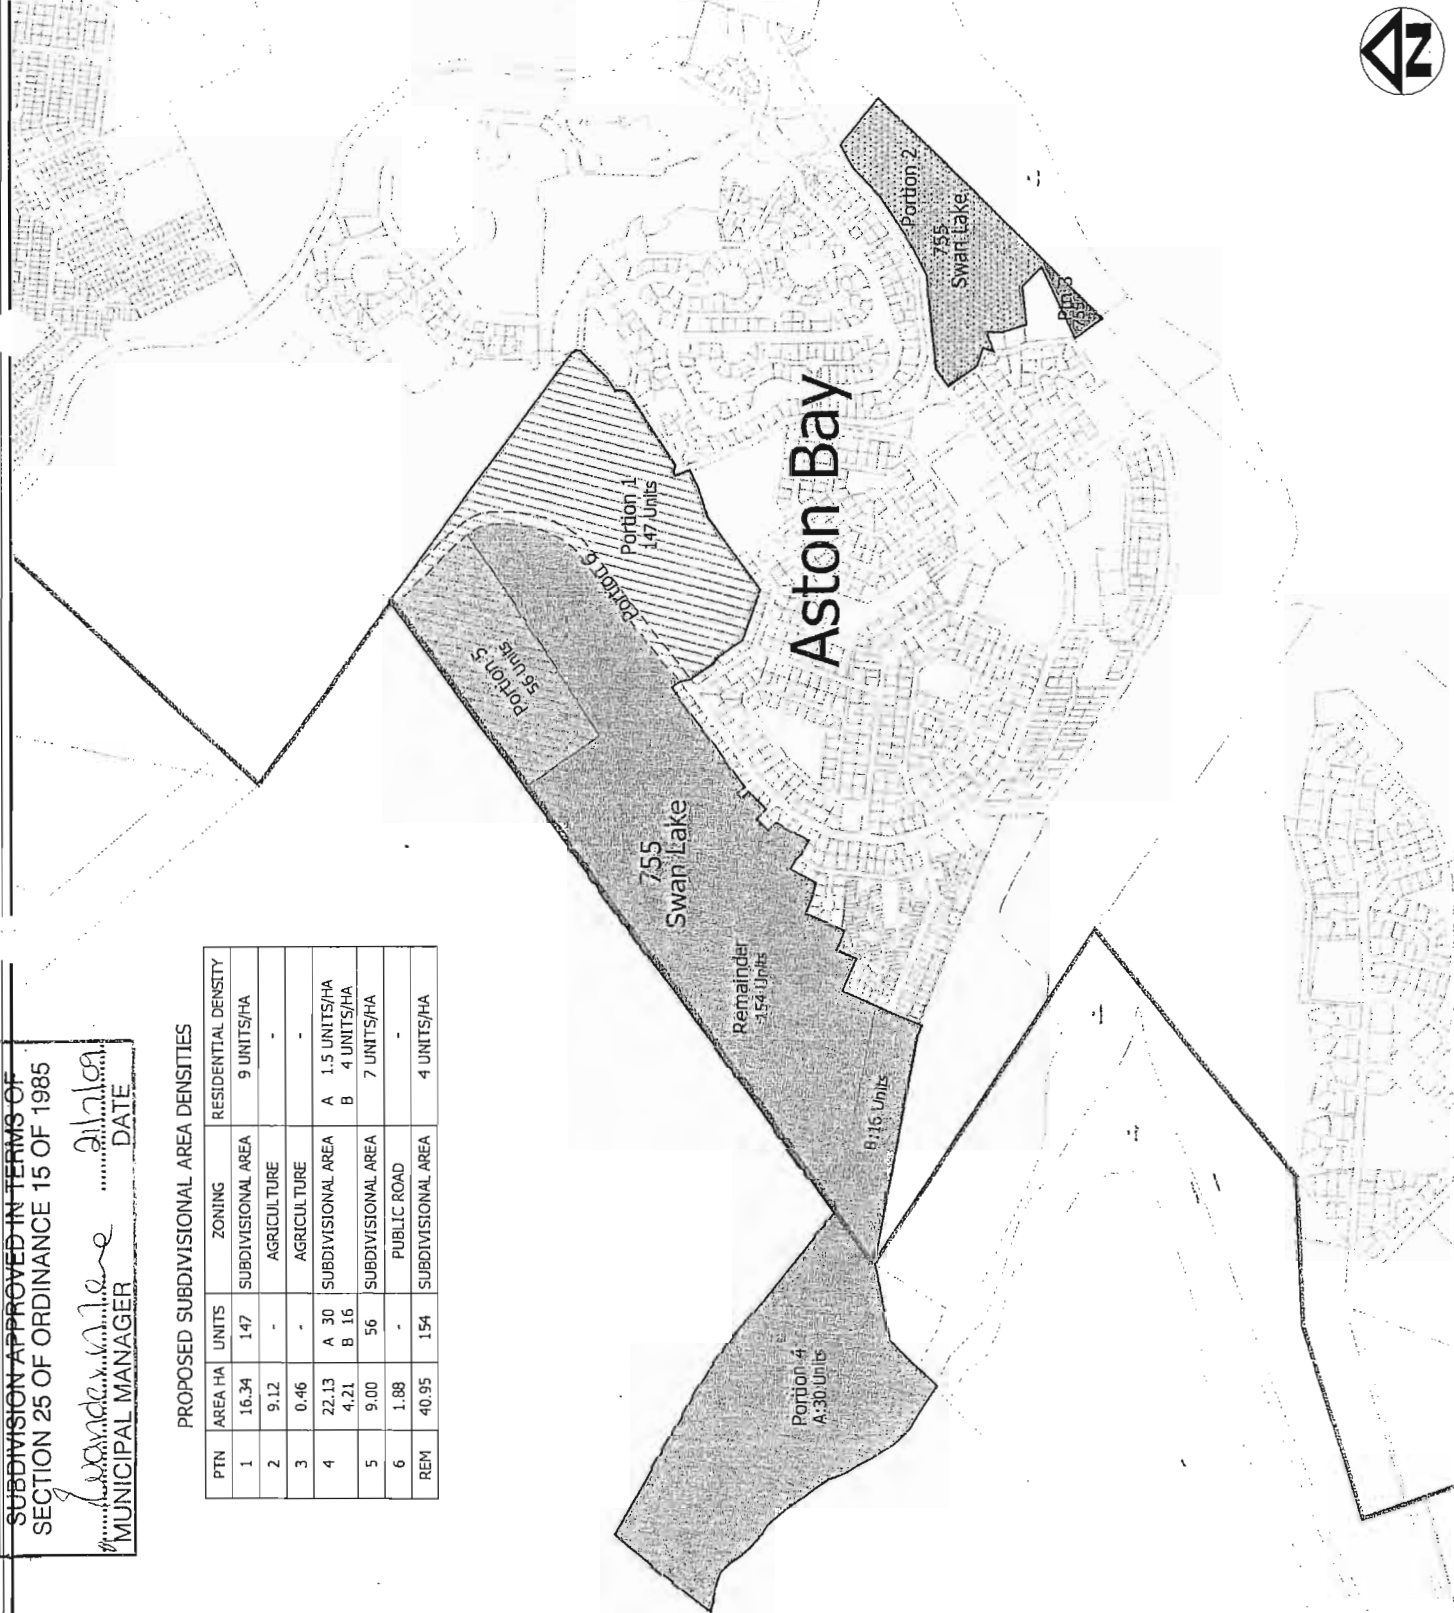 SUBDIVISION APPROVED IN TERMS OF
SECTION 25 OF ORDINANCE 15 OF 1985
MUNICIPAL MANAGER DATE
PROPOSED SUBDIVISIONAL AREA DENSITIES
PTN AREA HA UNITS ZONING RESIDENTIAL DENSITY
1 16.34 147 SUBDIVISIONAL AREA 9 UNITS/HA
2 9.12 - AGRICULTURE -
3 0.46 - AGRICULTURE -
4 22.13 A 30 SUBDIVISIONAL AREA A 1.5 UNITS/HA
4.21 B 16 B 4 UNITS/HA
5 9.00 56 SUBDIVISIONAL AREA 7 UNITS/HA
6 1.88 - PUBLIC ROAD -
REM 40.95 154 SUBDIVISIONAL AREA 4 UNITS/HA
Portion 5
56 Units
Portion 6
Portion 1
147 Units
755
Swan Lake
Remainder
154 Units
B:16 Units
Portion 4
A:30 Units
Aston Bay
Portion 2
755
Swan Lake
N